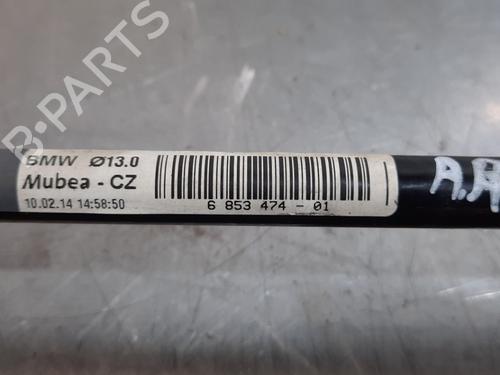 B-PARTS
BMW Ø13.0
Mubea - CZ
10.02.14 14:58:50
6 853 474 - 01
A.A